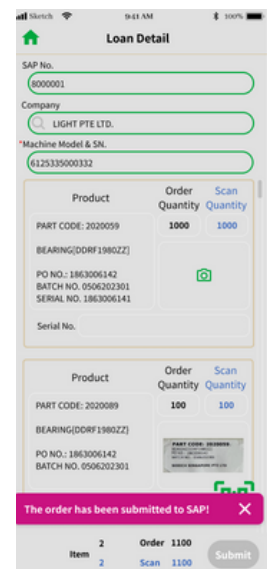 Sketch
9:41 AM
100%
Loan Detail
SAP No.
8000001
Company
LIGHT PTE LTD.
*Machine Model & SN.
6125335000332
Product
Order Quantity
Scan Quantity
PART CODE: 2020059
1000
1000
BEARING[DDRF1980ZZ]
PO NO.: 1863006142
BATCH NO. 0506202301
SERIAL NO. 1863006141
Serial No.
Product
Order Quantity
Scan Quantity
PART CODE: 2020089
100
100
BEARING[DDRF1980ZZ]
PO NO.: 1863006142
BATCH NO. 0506202301
The order has been submitted to SAP!
Item
2
Order 1100
2
Scan 1100
Submit